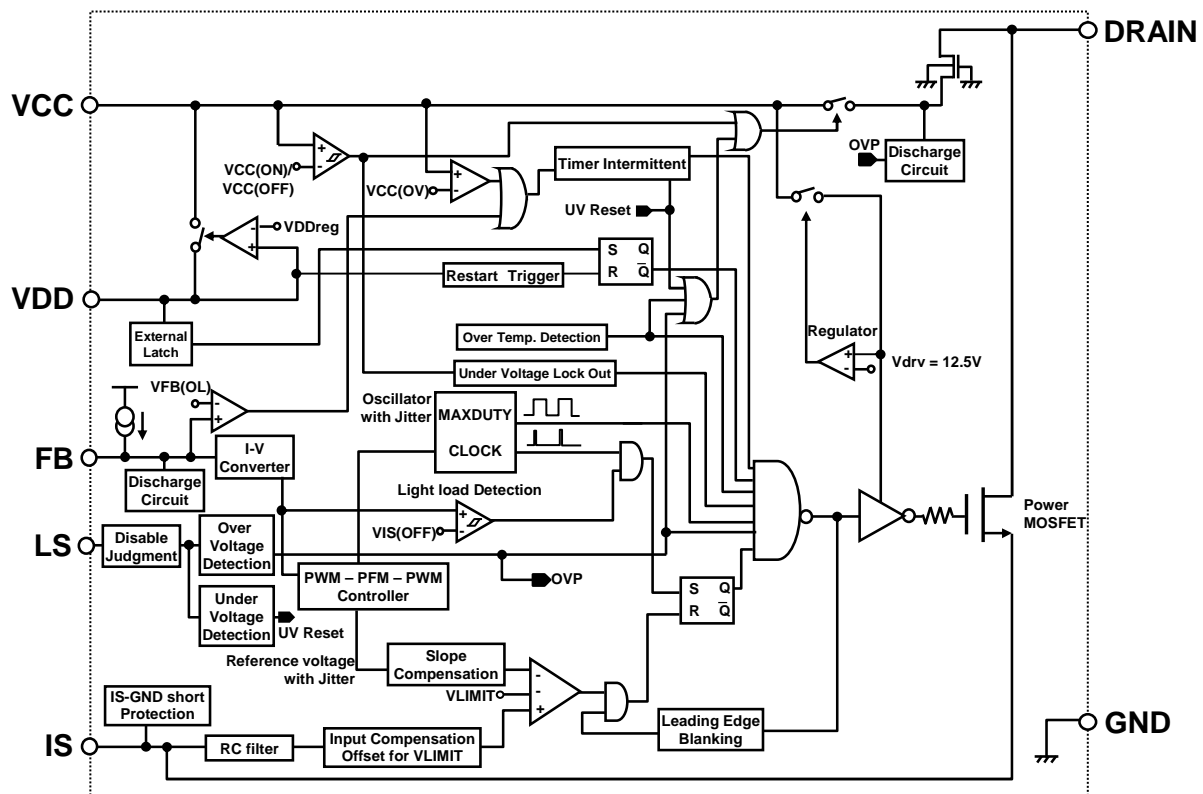 DRAIN
VCC
OVP
Discharge
Circuit
+
-
VCC(ON)/
VCC(OFF)
+
-
VCC(OV)
Timer Intermittent
UV Reset
-
+
VDDreg
S Q
R Q
Restart Trigger
VDD
External
Latch
Over Temp. Detection
Regulator
+
-
Vdrv = 12.5V
Under Voltage Lock Out
VFB(OL)
-
+
Oscillator
with Jitter
MAXDUTY
CLOCK
FB
I-V
Converter
Discharge
Circuit
Light load Detection
+
-
VIS(OFF)
Power
MOSFET
LS
Disable
Judgment
Over
Voltage
Detection
OVP
PWM – PFM – PWM
Controller
S Q
R Q
Under
Voltage
Detection
UV Reset
Reference voltage
with Jitter
Slope
Compensation
-
-
+
VLIMIT
IS-GND short
Protection
Leading Edge
Blanking
GND
IS
RC filter
Input Compensation
Offset for VLIMIT